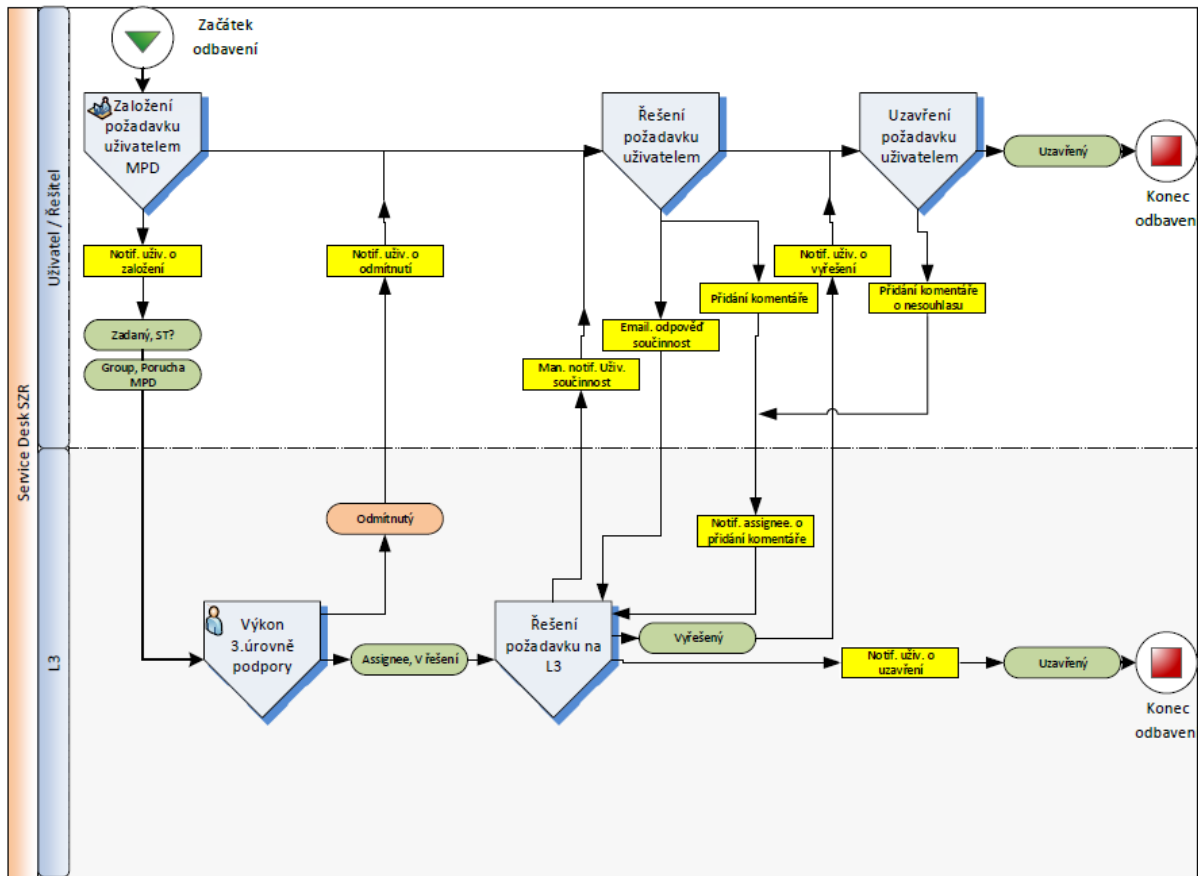 Service Desk SZR
Uživatel / Řešitel
L3
Začátek
odbavení
Založení
požadavku
uživatelem
MPD
Řešení
požadavku
uživatelem
Uzavření
požadavku
uživatelem
Uzavřený
Konec
odbaven
Notif. uživ. o
založení
Notif. uživ. o
odmítnutí
Notif. uživ. o
vyřešení
Přidání komentáře
Přidání komentáře
o nesouhlasu
Zadaný, ST?
Email. odpověď
součinnost
Group, Porucha
MPD
Man. notif. Uživ.
součinnost
Odmítnutý
Notif. assignee. o
přidání komentáře
Výkon
3.úrovně
podpory
Assignee, V řešení
Řešení
požadavku na
L3
Vyřešený
Notif. uživ. o
uzavření
Uzavřený
Konec
odbaven